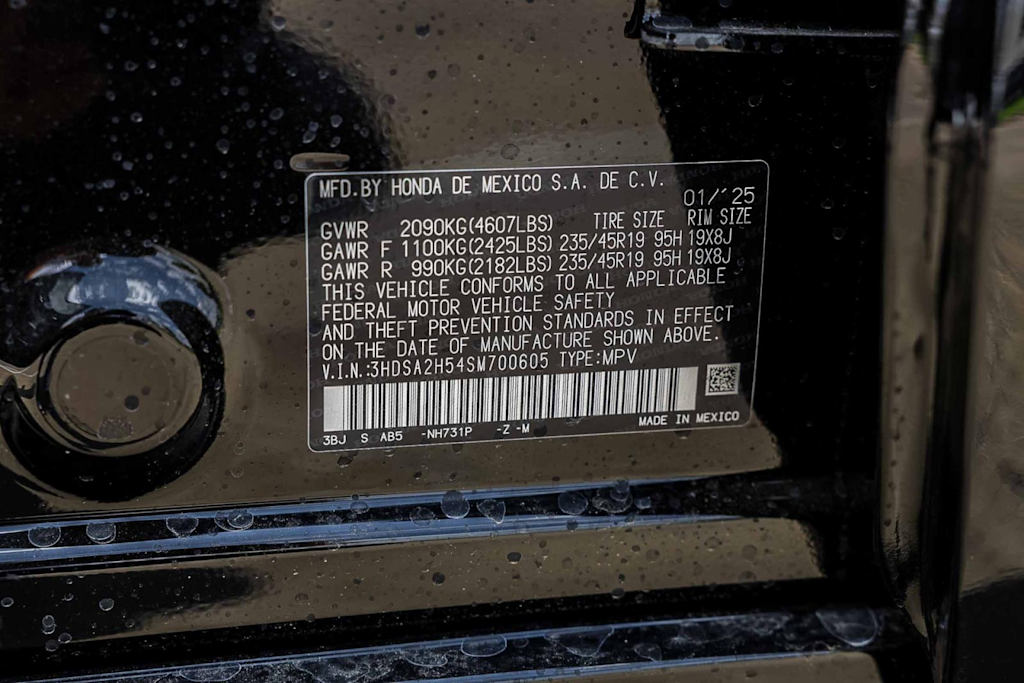 MFD.BY HONDA DE MEXICO S.A. DE C.V.
01/'25
GVWR 2090KG(4607LBS) TIRE SIZE RIM SIZE
GAWR F 1100KG(2425LBS) 235/45R19 95H 19X8J
GAWR R 990KG(2182LBS) 235/45R19 95H 19X8J
THIS VEHICLE CONFORMS TO ALL APPLICABLE
FEDERAL MOTOR VEHICLE SAFETY
AND THEFT PREVENTION STANDARDS IN EFFECT
ON THE DATE OF MANUFACTURE SHOWN ABOVE.
V.I.N.:3HDSA2H54SM700605 TYPE:MPV
3BJ S AB5 -NH731P -Z -M MADE IN MEXICO